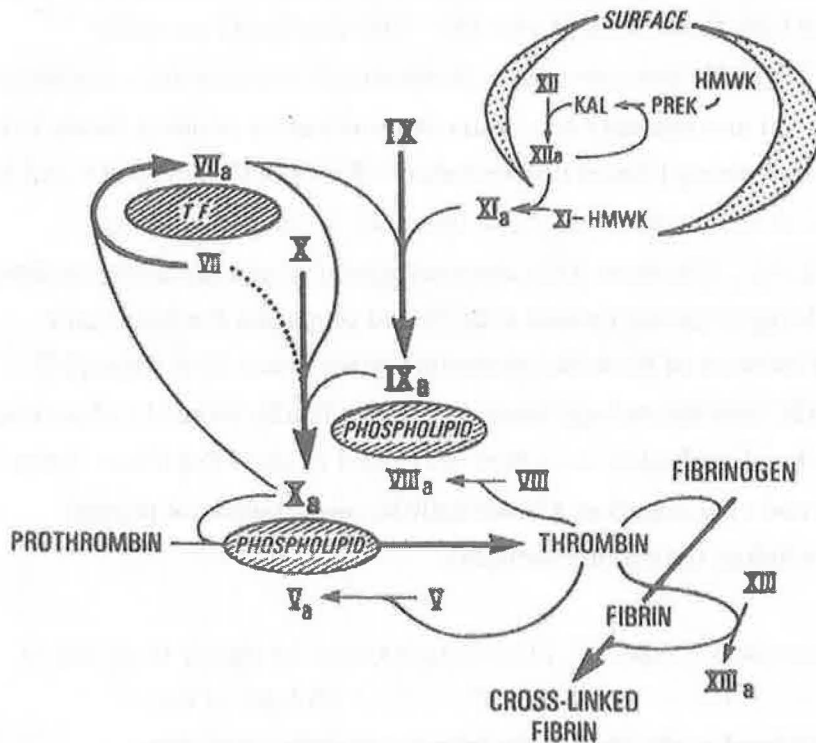 SURFACE
XII
HMWK
KAL
PREK
IX
VIIa
XIIa
T F
XIa
XI-HMWK
X
VII
IXa
PHOSPHOLIPID
VIIIa
VIII
FIBRINOGEN
Xa
PROTHROMBIN
PHOSPHOLIPID
THROMBIN
Va
V
XIII
FIBRIN
XIIIa
CROSS-LINKED
FIBRIN